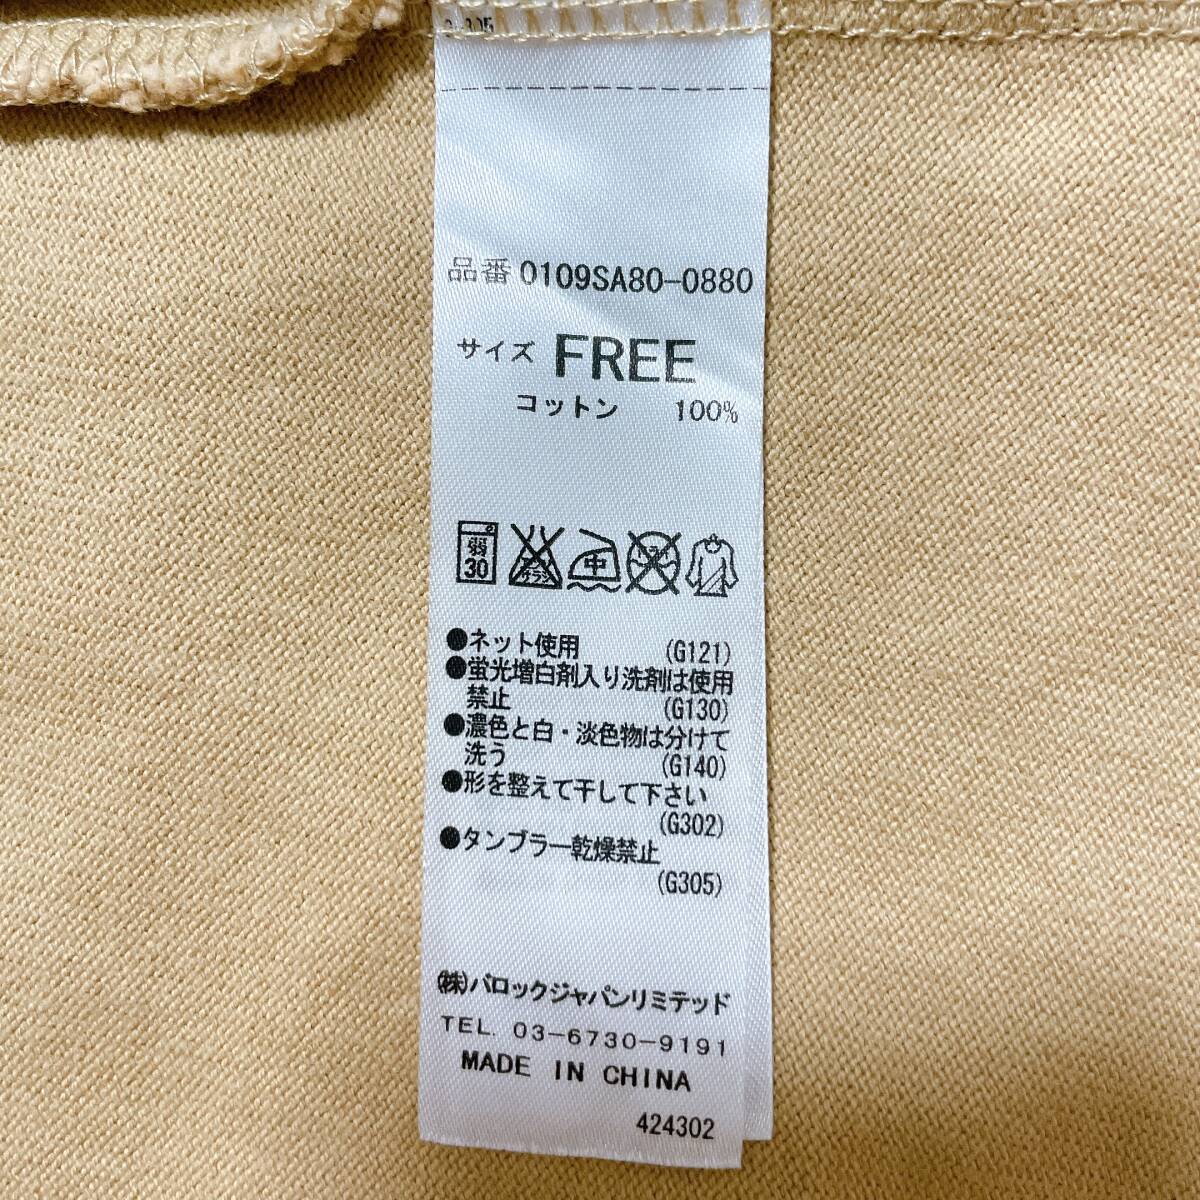 品番 0109SA80-0880
サイズ FREE
コットン 100%
弱
30
中
●ネット使用 (G121)
●蛍光増白剤入り洗剤は使用
禁止 (G130)
●濃色と白・淡色物は分けて
洗う (G140)
●形を整えて干して下さい
(G302)
●タンブラー乾燥禁止
(G305)
㈱バロックジャパンリミテッド
TEL. 03-6730-9191
MADE IN CHINA
424302